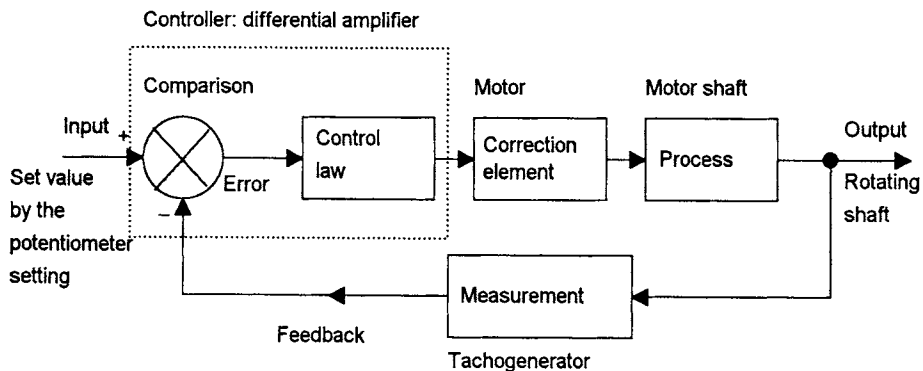 Controller: differential amplifier
Comparison
Motor
Motor shaft
Input
+
Control
law
Correction
element
Process
Output
Error
Set value
by the
potentiometer
setting
−
Rotating
shaft
Measurement
Feedback
Tachogenerator